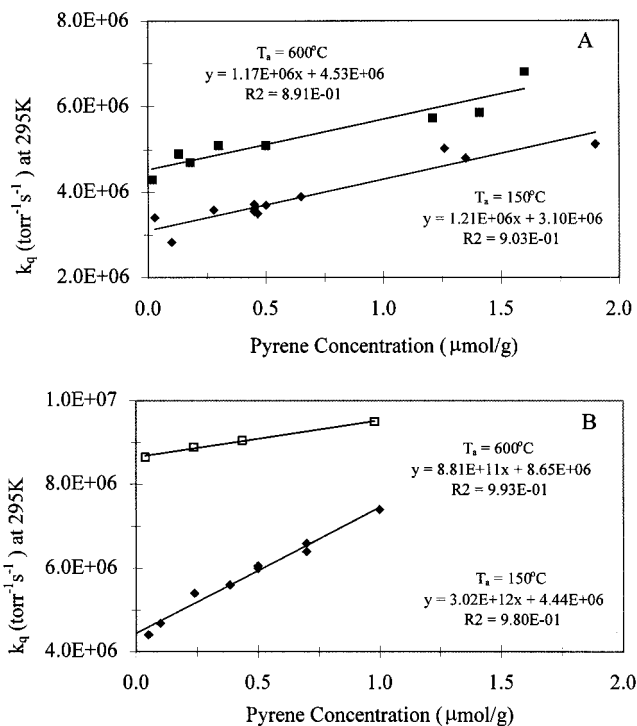 8.0E+06
A
Tₐ = 600°C
y = 1.17E+06x + 4.53E+06
R2 = 8.91E-01
6.0E+06
kq (torr⁻¹s⁻¹) at 295K
4.0E+06
Tₐ = 150°C
y = 1.21E+06x + 3.10E+06
R2 = 9.03E-01
2.0E+06
0.0 0.5 1.0 1.5 2.0
Pyrene Concentration (μmol/g)
1.0E+07
B
Tₐ = 600°C
y = 8.81E+11x + 8.65E+06
R2 = 9.93E-01
8.0E+06
kq (torr⁻¹s⁻¹) at 295K
6.0E+06
Tₐ = 150°C
y = 3.02E+12x + 4.44E+06
R2 = 9.80E-01
4.0E+06
0.0 0.5 1.0 1.5 2.0
Pyrene Concentration (μmol/g)